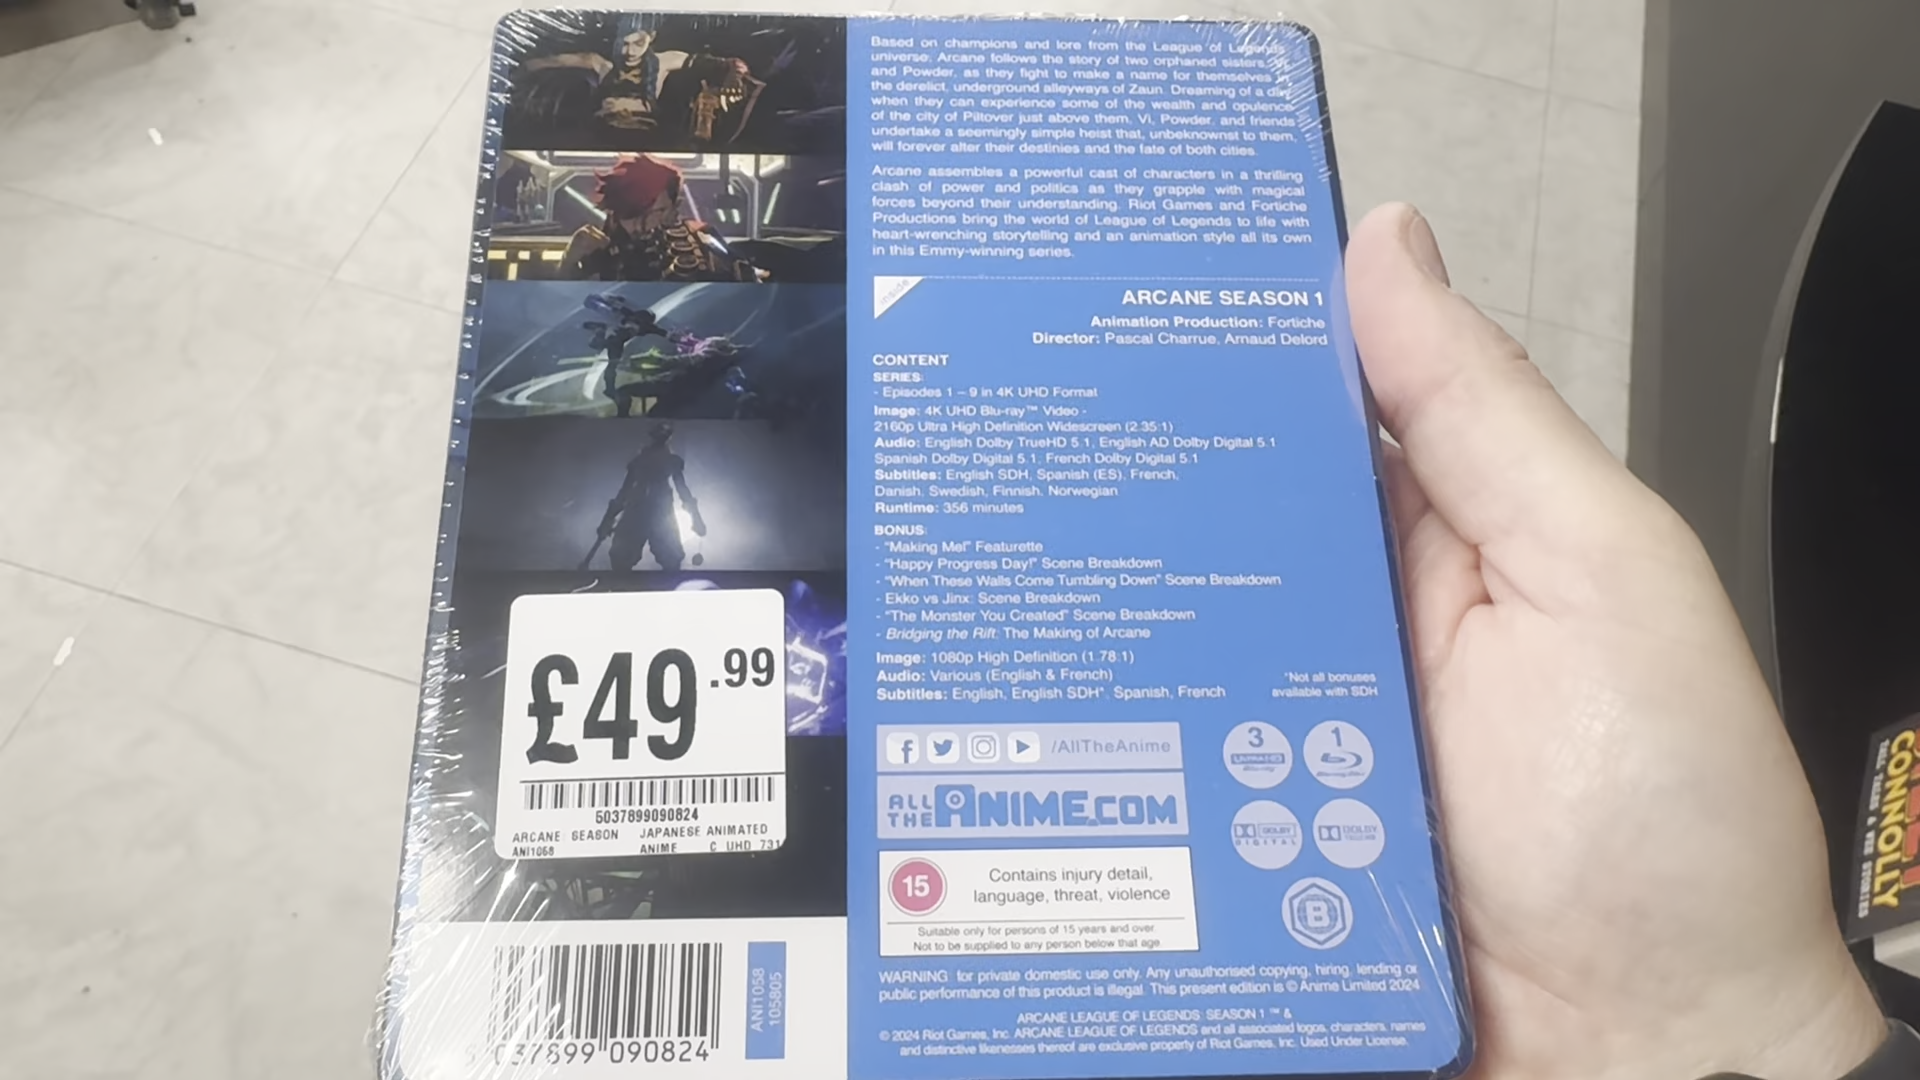 Based on champions and lore from the League of Legends
universe, Arcane follows the story of two orphaned sisters, Vi
and Powder, as they fight to make a name for themselves in
the derelict, underground alleyways of Zaun. Dreaming of a day
when they can experience some of the wealth and opulence
of the city of Piltover just above them, Vi, Powder, and friends
undertake a seemingly simple heist that, unbeknownst to them,
will forever alter their destinies and the fate of both cities.
Arcane assembles a powerful cast of characters in a thrilling
clash of power and politics as they grapple with magical
forces beyond their understanding. Riot Games and Fortiche
Productions bring the world of League of Legends to life with
heart-wrenching storytelling and an animation style all its own
in this Emmy-winning series.
inside
ARCANE SEASON 1
Animation Production: Fortiche
Director: Pascal Charrue, Arnaud Delord
CONTENT
SERIES:
- Episodes 1 – 9 in 4K UHD Format
Image: 4K UHD Blu-ray™ Video -
2160p Ultra High Definition Widescreen (2.35:1)
Audio: English Dolby TrueHD 5.1, English AD Dolby Digital 5.1
Spanish Dolby Digital 5.1, French Dolby Digital 5.1
Subtitles: English SDH, Spanish (ES), French,
Danish, Swedish, Finnish, Norwegian
Runtime: 356 minutes
BONUS:
- "Making Me!" Featurette
- "Happy Progress Day!" Scene Breakdown
- "When These Walls Come Tumbling Down" Scene Breakdown
- Ekko vs Jinx: Scene Breakdown
- "The Monster You Created" Scene Breakdown
- Bridging the Rift: The Making of Arcane
Image: 1080p High Definition (1.78:1)
Audio: Various (English & French)
Subtitles: English, English SDH*, Spanish, French
*Not all bonuses
available with SDH
/AllTheAnime
ALL THE ANIME.COM
3
ULTRA HD
Blu-ray
1
Blu-ray Disc
DOLBY
DIGITAL
DOLBY
TRUEHD
B
15
Contains injury detail,
language, threat, violence
Suitable only for persons of 15 years and over.
Not to be supplied to any person below that age.
WARNING: for private domestic use only. Any unauthorised copying, hiring, lending or
public performance of this product is illegal. This present edition is © Anime Limited 2024
ARCANE LEAGUE OF LEGENDS: SEASON 1 ™ &
© 2024 Riot Games, Inc. ARCANE LEAGUE OF LEGENDS and all associated logos, characters, names
and distinctive likenesses thereof are exclusive property of Riot Games, Inc. Used Under License.
£49.99
5037899090824
ARCANE SEASON JAPANESE ANIMATED
ANI1068 ANIME C UHD 731
5 037899 090824
ANI1058
105805
CONNOLLY
TALL TALES & WEE STORIES